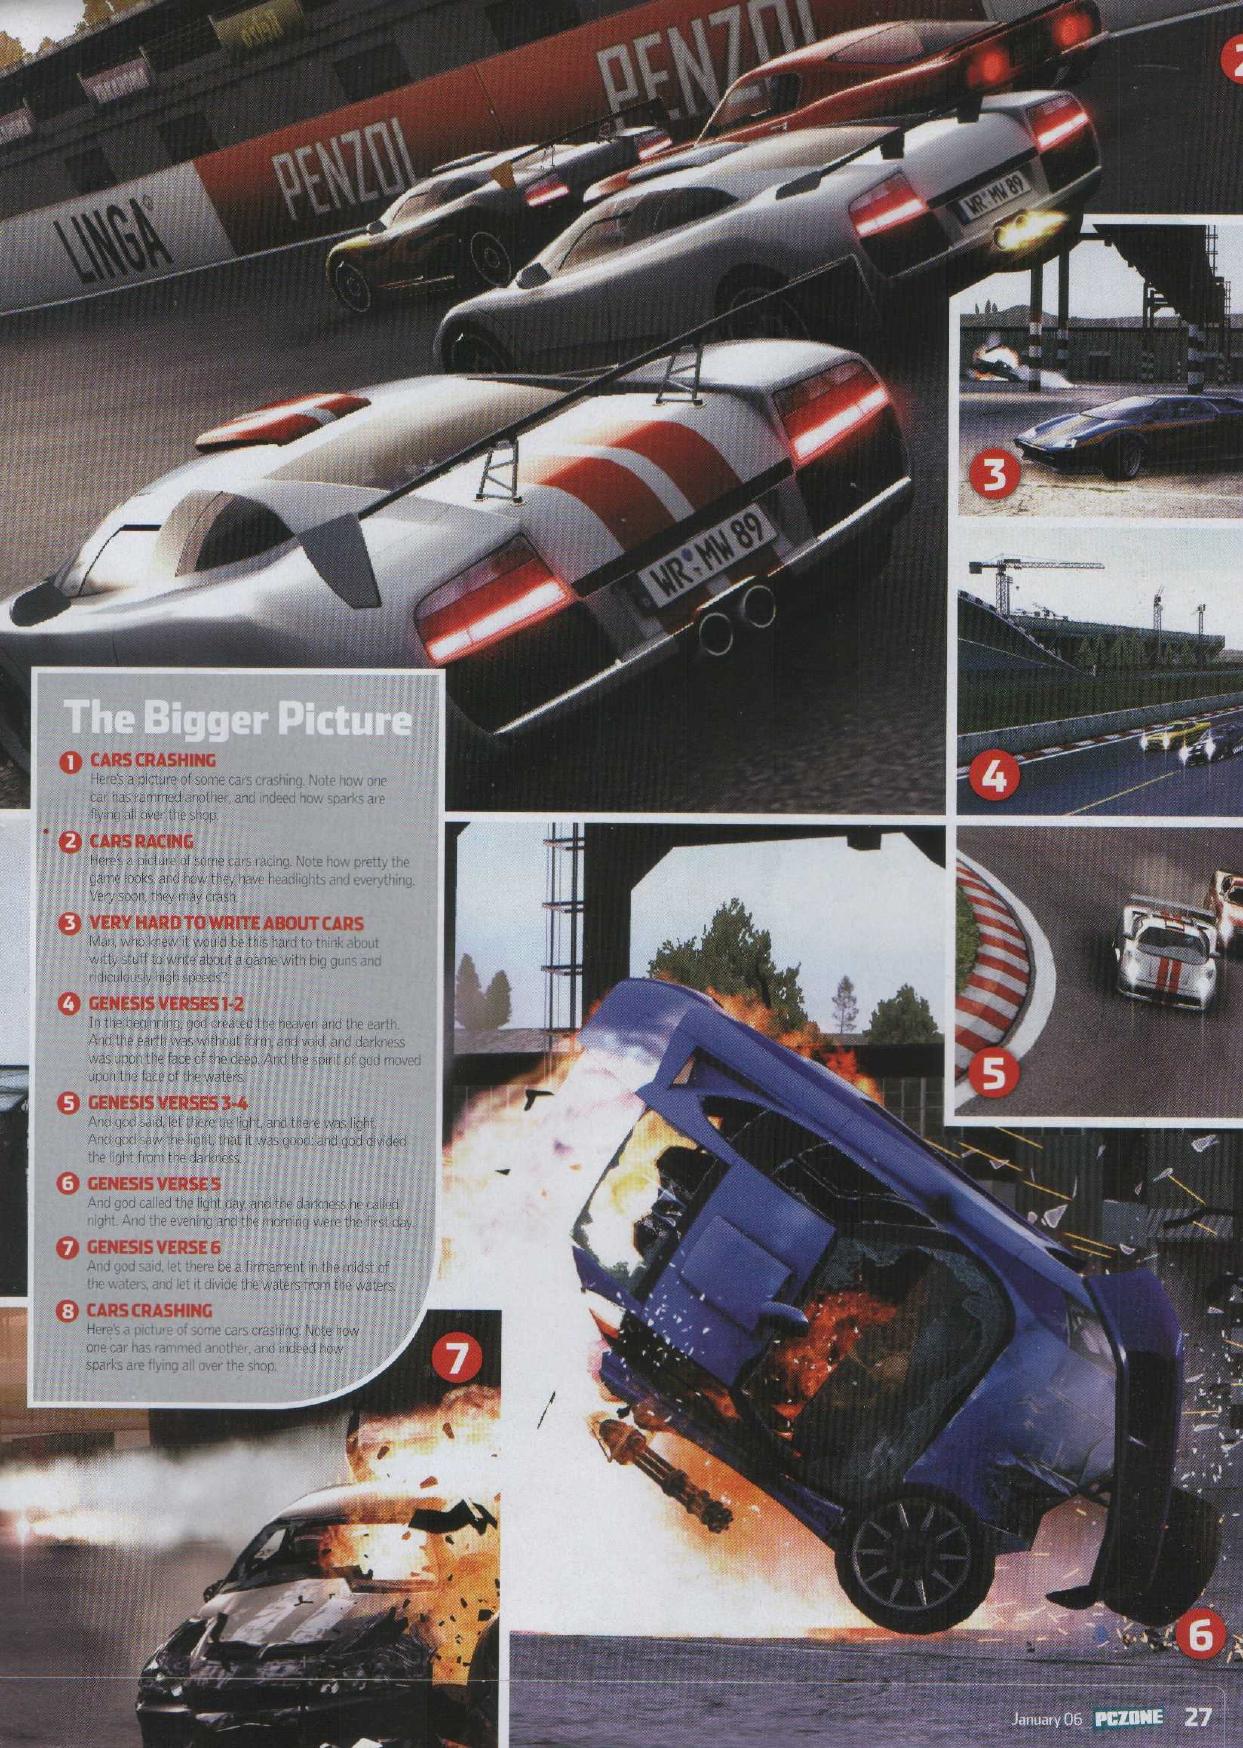 PENZOI
PENZOI
LINGA
WR MW 89
WR MW 89
2
3
4
5
The Bigger Picture
1 CARS CRASHING
Here's a picture of some cars crashing. Note how one
car has rammed another, and indeed how sparks are
flying all over the shop.
2 CARS RACING
Here's a picture of some cars racing. Note how pretty the
game looks, and how they have headlights and everything.
Very soon, they may crash.
3 VERY HARD TO WRITE ABOUT CARS
Man, who knew it would be this hard to think about
witty stuff to write about a game with big guns and
ridiculously high speeds?
4 GENESIS VERSES 1-2
In the beginning, god created the heaven and the earth.
And the earth was without form, and void; and darkness
was upon the face of the deep. And the spirit of god moved
upon the face of the waters.
5 GENESIS VERSES 3-4
And god said, let there be light, and there was light.
And god saw the light, that it was good: and god divided
the light from the darkness.
6 GENESIS VERSE 5
And god called the light day, and the darkness he called
night. And the evening and the morning were the first day.
7 GENESIS VERSE 6
And god said, let there be a firmament in the midst of
the waters, and let it divide the waters from the waters.
8 CARS CRASHING
Here's a picture of some cars crashing. Note how
one car has rammed another, and indeed how
sparks are flying all over the shop.
7
6
January 06 PCZONE 27